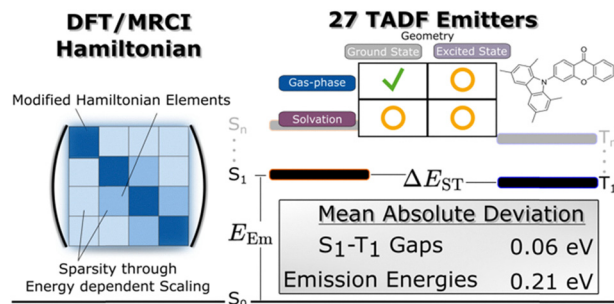 DFT/MRCI
Hamiltonian
Modified Hamiltonian Elements
Sparsity through
Energy dependent Scaling
27 TADF Emitters
Geometry
Ground State
Excited State
Gas-phase
Solvation
O
N
O
Sn
S1
S0
EEm
ΔEST
Tn
T1
Mean Absolute Deviation
S1-T1 Gaps 0.06 eV
Emission Energies 0.21 eV